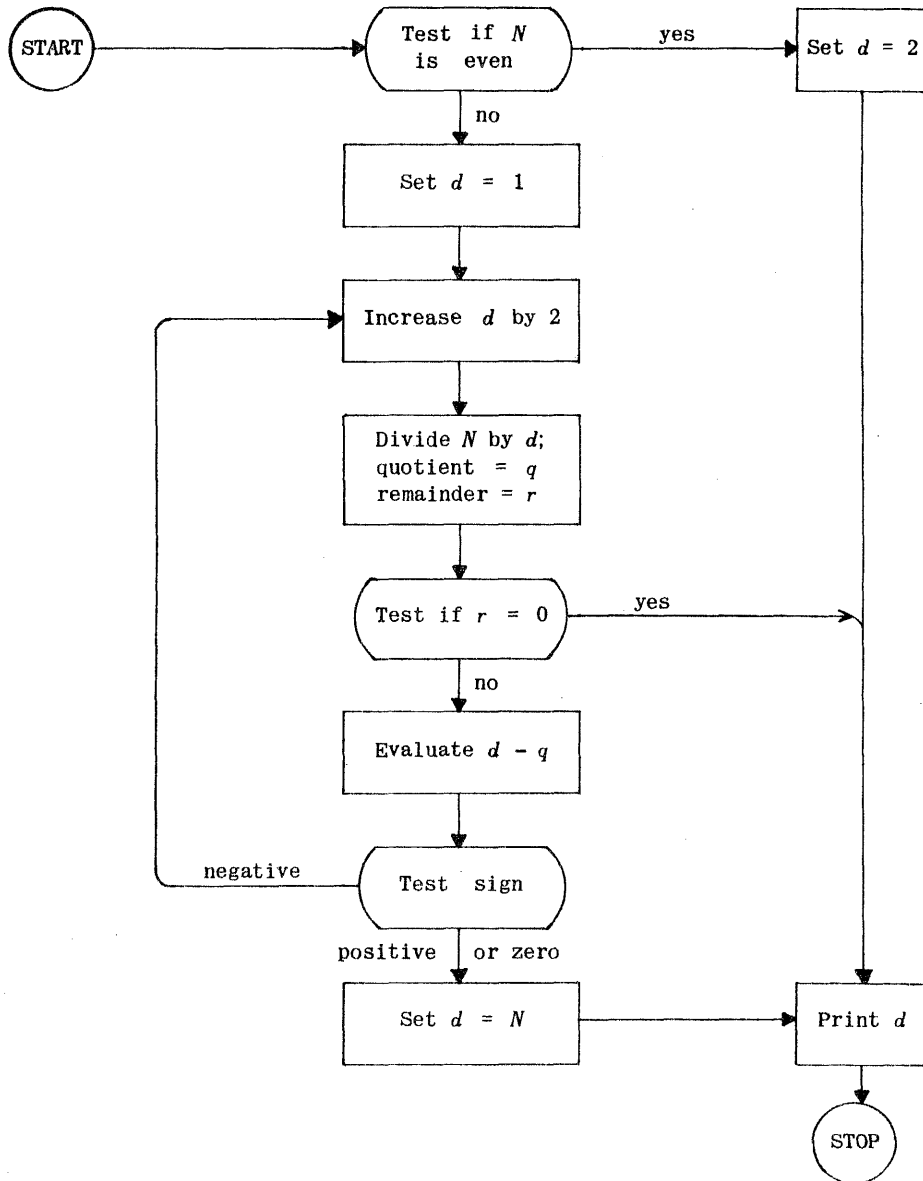 START
Test if N
is even
yes
Set d = 2
no
Set d = 1
Increase d by 2
Divide N by d;
quotient = q
remainder = r
Test if r = 0
yes
no
Evaluate d - q
negative
Test sign
positive or zero
Set d = N
Print d
STOP